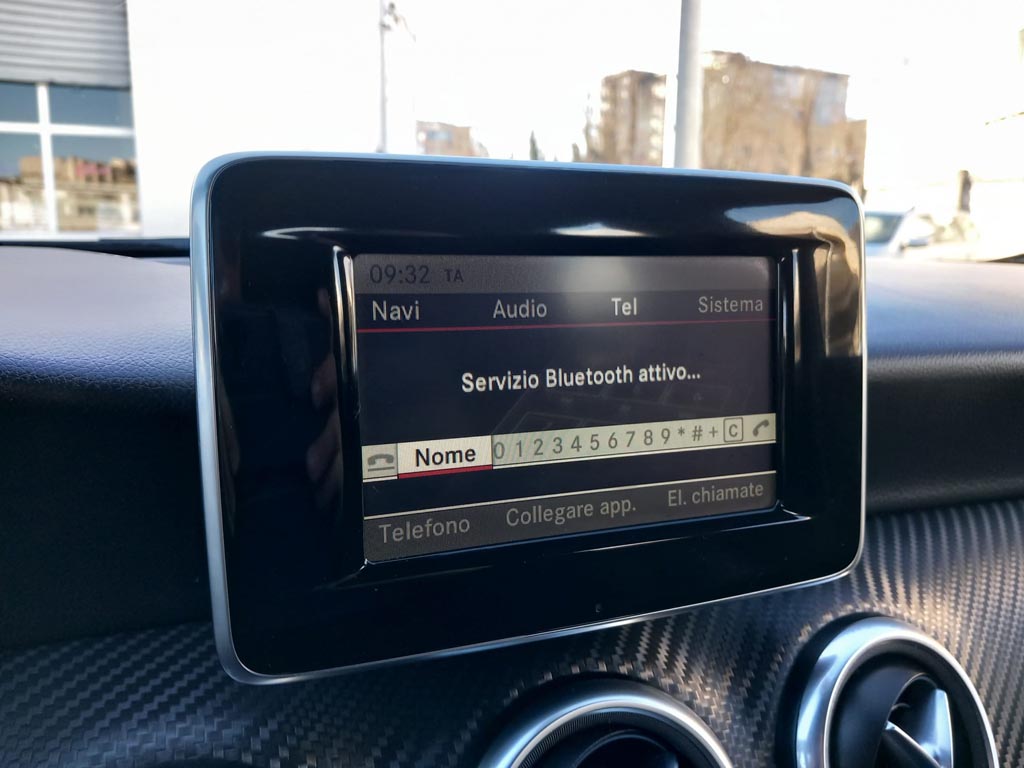 09:32 TA
Navi Audio Tel Sistema
Servizio Bluetooth attivo...
Nome 0 1 2 3 4 5 6 7 8 9 * # + C
Telefono Collegare app. El. chiamate